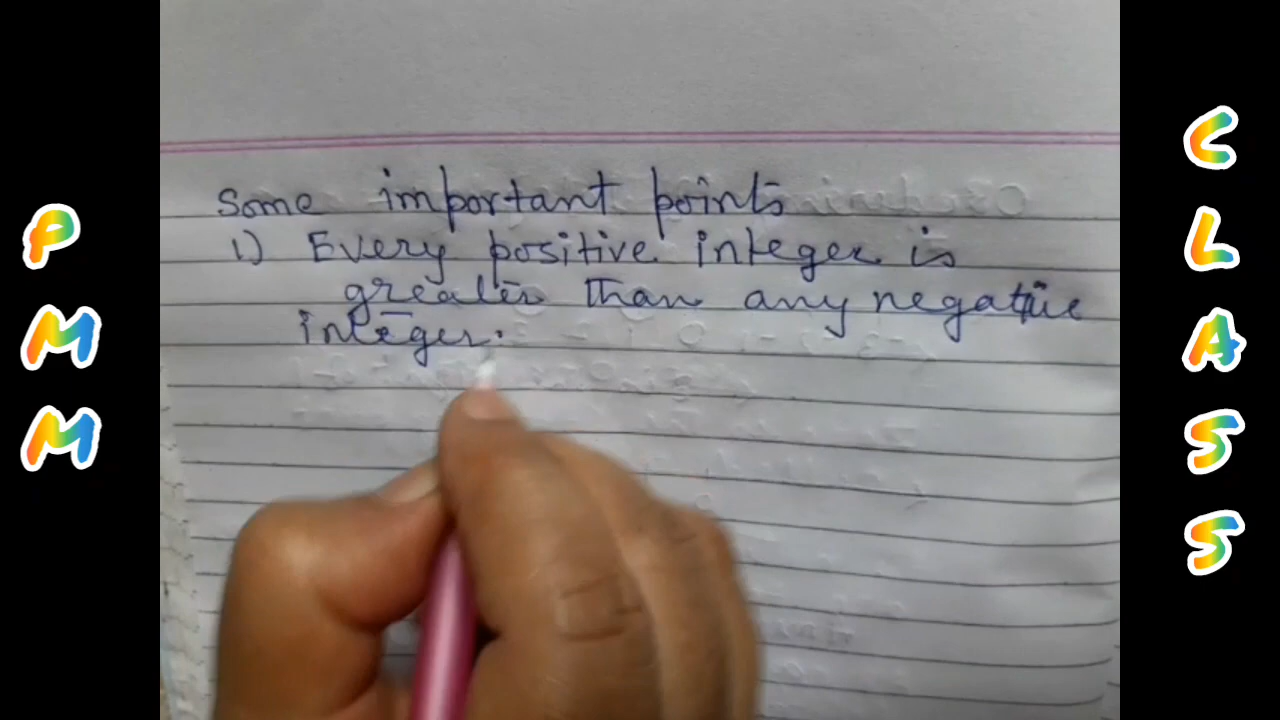 PMM
Some important points
1) Every positive integer is
greater than any negative
integer.
CLASS